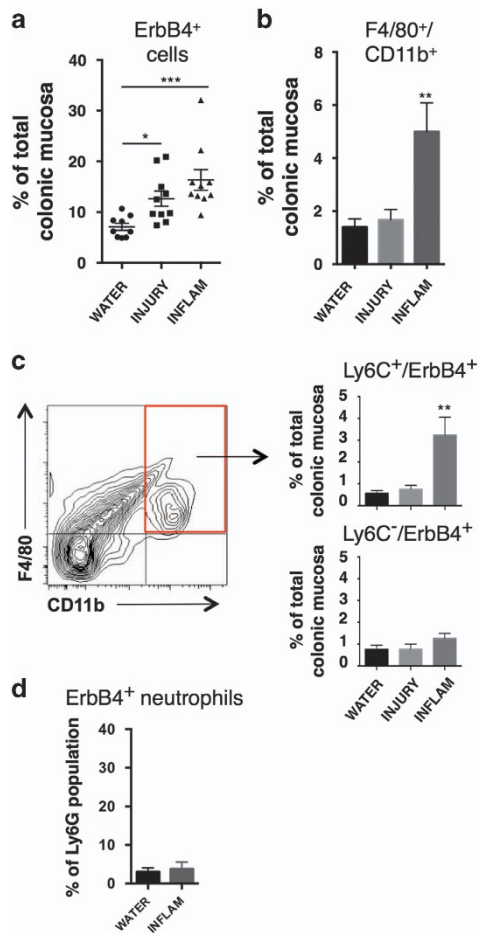 a
ErbB4+
cells
% of total
colonic mucosa
40
30
20
10
0
***
*
WATER
INJURY
INFLAM
b
F4/80+/
CD11b+
% of total
colonic mucosa
8
6
4
2
0
**
WATER
INJURY
INFLAM
c
F4/80
CD11b
Ly6C+/ErbB4+
% of total
colonic mucosa
5
4
3
2
1
0
**
Ly6C-/ErbB4+
% of total
colonic mucosa
5
4
3
2
1
0
WATER
INJURY
INFLAM
d
ErbB4+ neutrophils
% of Ly6G population
40
30
20
10
0
WATER
INFLAM